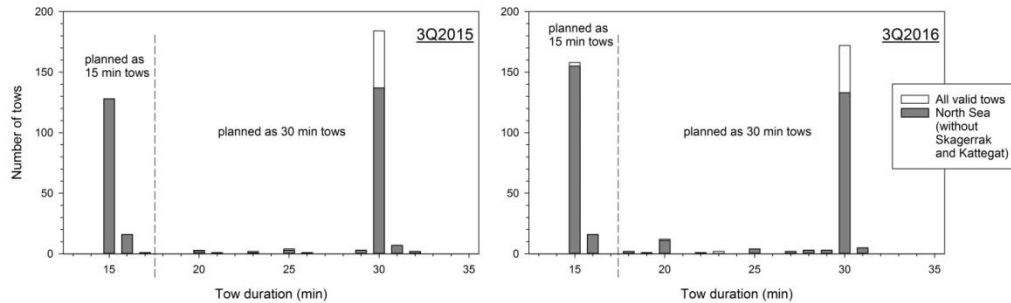 200
150
100
50
0
Number of tows
planned as
15 min tows
planned as 30 min tows
3Q2015
15
20
25
30
35
Tow duration (min)
200
150
100
50
0
planned as
15 min tows
planned as 30 min tows
3Q2016
15
20
25
30
35
Tow duration (min)
All valid tows
North Sea
(without
Skagerrak
and Kattegat)